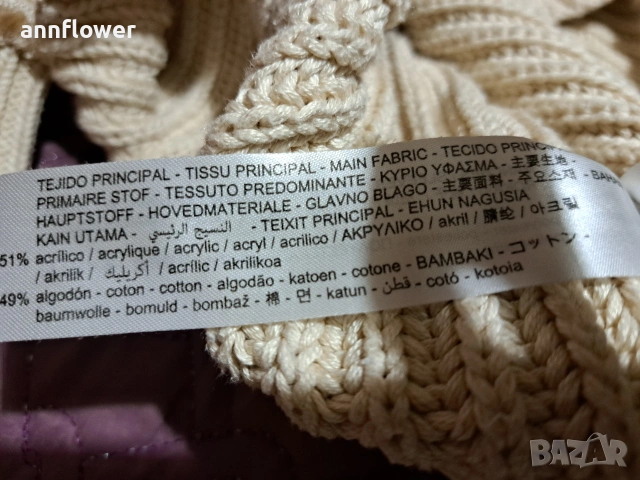 annflower
TEJIDO PRINCIPAL - TISSU PRINCIPAL - MAIN FABRIC - TECIDO PRINCIPAL -
PRIMAIRE STOF - TESSUTO PREDOMINANTE - ΚΥΡΙΟ ΥΦΑΣΜΑ - 主要生地 -
HAUPTSTOFF - HOVEDMATERIALE - GLAVNO BLAGO - 主要面料 - 주요소재 -
KAIN UTAMA - النسيج الرئيسي - TEIXIT PRINCIPAL - EHUN NAGUSIA
51% acrílico / acrylique / acrylic / acryl / acrilico / ΑΚΡΥΛΙΚΟ / akril / 腈纶 / 아크릴
/ akrilik / أكريليك / acrílic / akrilikoa
49% algodón - coton - cotton - algodão - katoen - cotone - ΒΑΜΒΑΚΙ - コットン -
baumwolle - bomuld - bombaž - 棉 - 면 - katun - قطن - cotó - kotoia
BAZAR